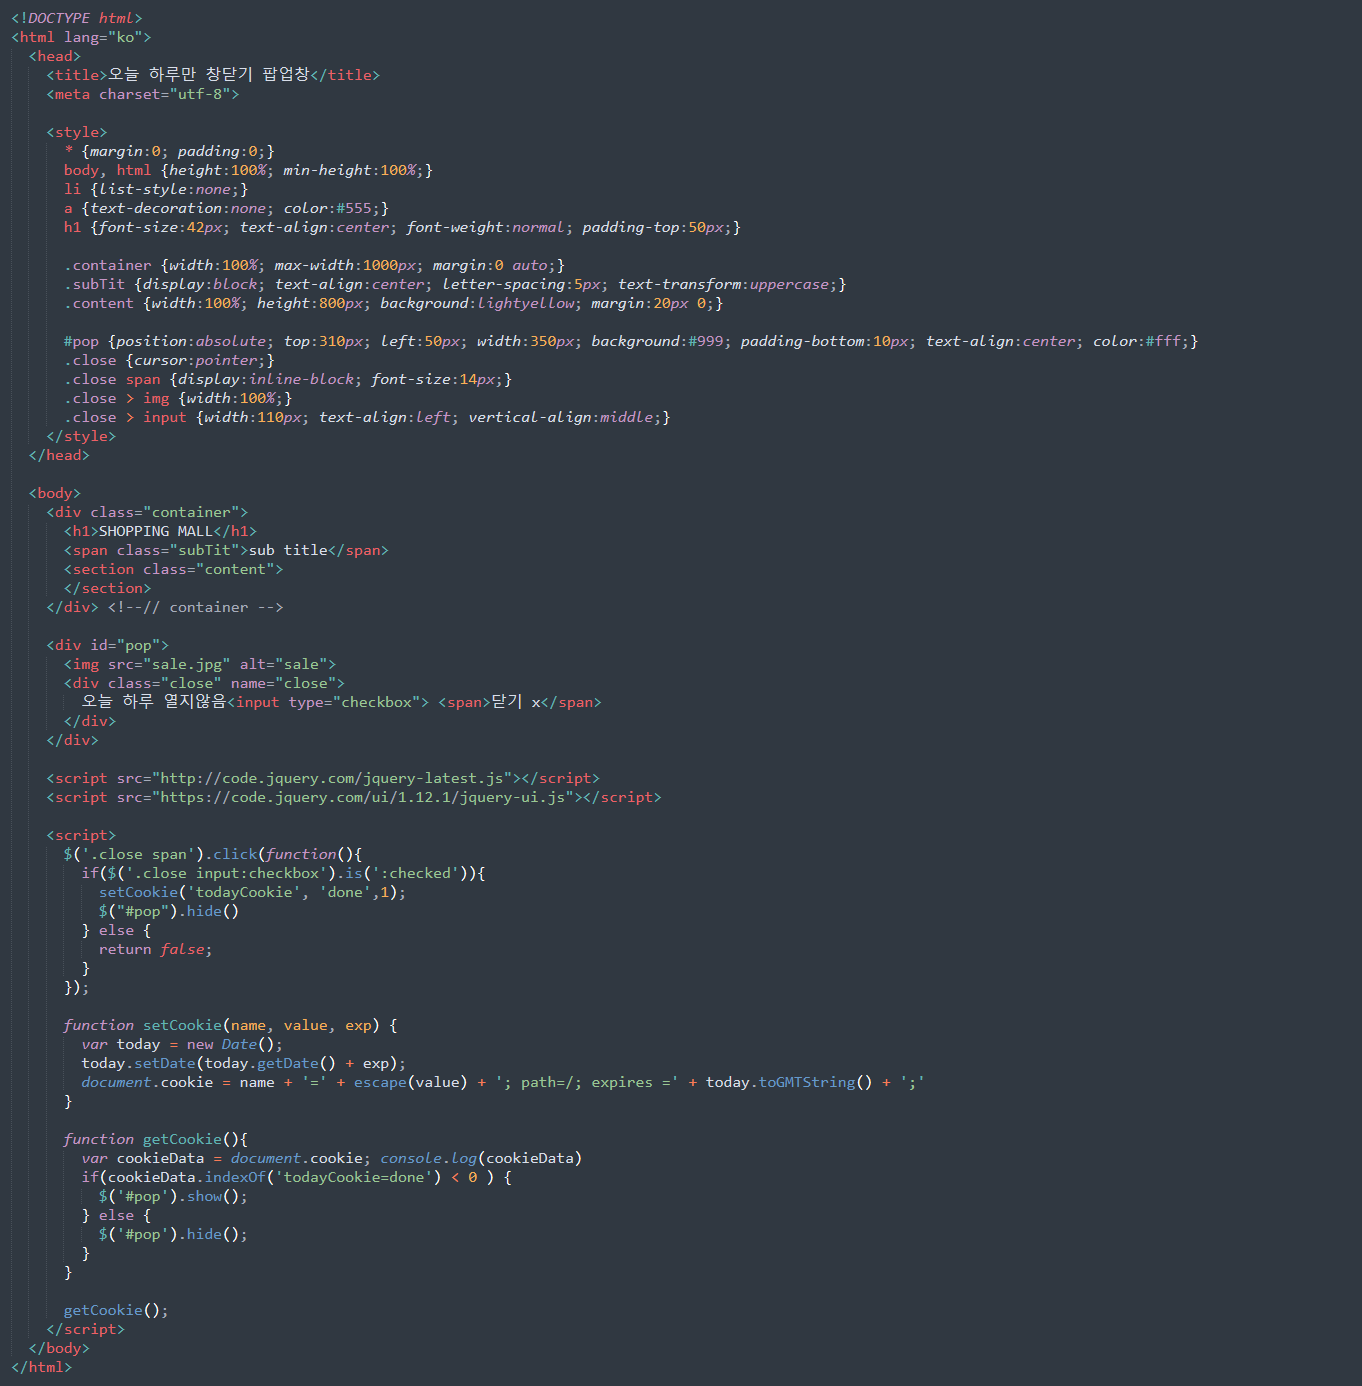 <!DOCTYPE html>
<html lang="ko">
<head>
<title>오늘 하루만 창닫기 팝업창</title>
<meta charset="utf-8">
<style>
* {margin:0; padding:0;}
body, html {height:100%; min-height:100%;}
li {list-style:none;}
a {text-decoration:none; color:#555;}
h1 {font-size:42px; text-align:center; font-weight:normal; padding-top:50px;}
.container {width:100%; max-width:1000px; margin:0 auto;}
.subTit {display:block; text-align:center; letter-spacing:5px; text-transform:uppercase;}
.content {width:100%; height:800px; background:lightyellow; margin:20px 0;}
#pop {position:absolute; top:310px; left:50px; width:350px; background:#999; padding-bottom:10px; text-align:center; color:#fff;}
.close {cursor:pointer;}
.close span {display:inline-block; font-size:14px;}
.close > img {width:100%;}
.close > input {width:110px; text-align:left; vertical-align:middle;}
</style>
</head>
<body>
<div class="container">
<h1>SHOPPING MALL</h1>
<span class="subTit">sub title</span>
<section class="content">
</section>
</div> <!--// container -->
<div id="pop">
<img src="sale.jpg" alt="sale">
<div class="close" name="close">
오늘 하루 열지않음<input type="checkbox"> <span>닫기 x</span>
</div>
</div>
<script src="http://code.jquery.com/jquery-latest.js"></script>
<script src="https://code.jquery.com/ui/1.12.1/jquery-ui.js"></script>
<script>
$('.close span').click(function(){
if($('.close input:checkbox').is(':checked')){
setCookie('todayCookie', 'done',1);
$("#pop").hide()
} else {
return false;
}
});
function setCookie(name, value, exp) {
var today = new Date();
today.setDate(today.getDate() + exp);
document.cookie = name + '=' + escape(value) + '; path=/; expires =' + today.toGMTString() + ';'
}
function getCookie(){
var cookieData = document.cookie; console.log(cookieData)
if(cookieData.indexOf('todayCookie=done') < 0 ) {
$('#pop').show();
} else {
$('#pop').hide();
}
}
getCookie();
</script>
</body>
</html>